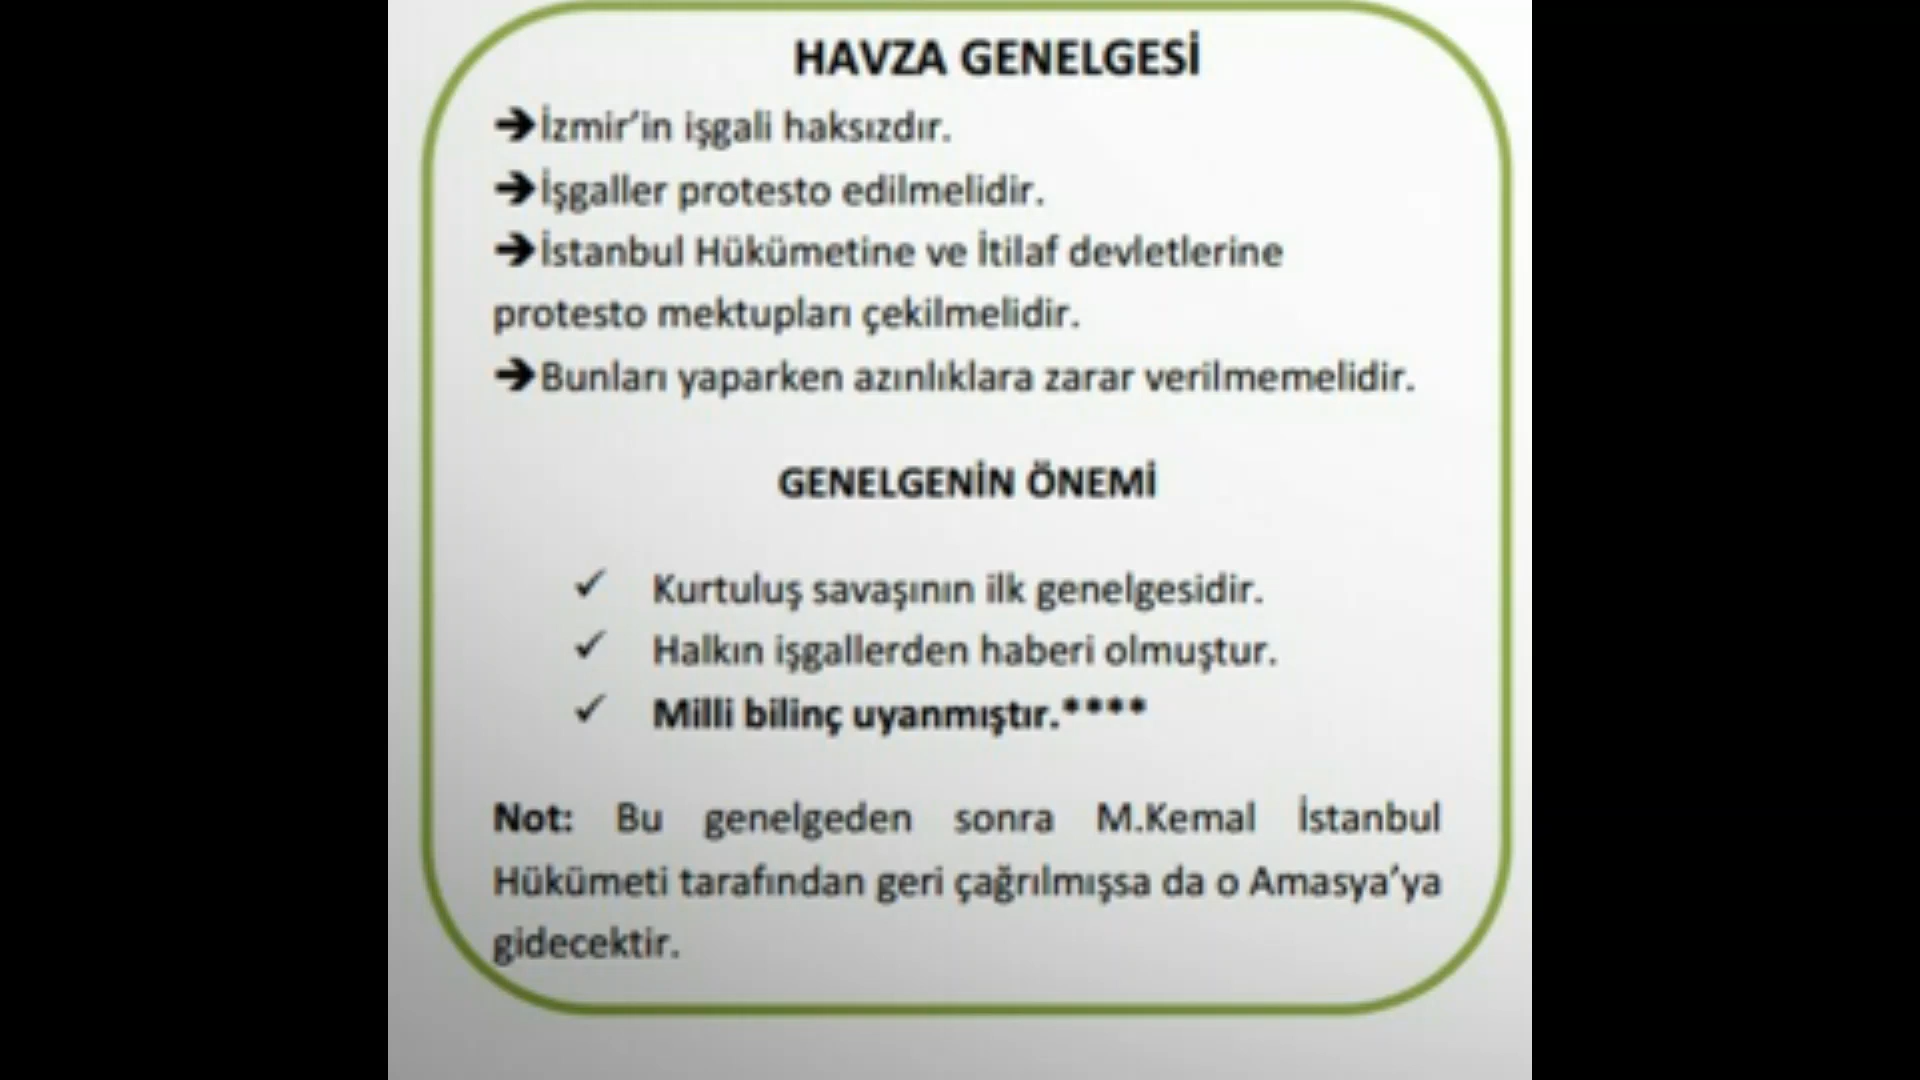 HAVZA GENELGESİ
➔İzmir’in işgali haksızdır.
➔İşgaller protesto edilmelidir.
➔İstanbul Hükümetine ve İtilaf devletlerine
protesto mektupları çekilmelidir.
➔Bunları yaparken azınlıklara zarar verilmemelidir.
GENELGENİN ÖNEMİ
✓ Kurtuluş savaşının ilk genelgesidir.
✓ Halkın işgallerden haberi olmuştur.
✓ Milli bilinç uyanmıştır.****
Not: Bu genelgeden sonra M.Kemal İstanbul
Hükümeti tarafından geri çağrılmışsa da o Amasya’ya
gidecektir.